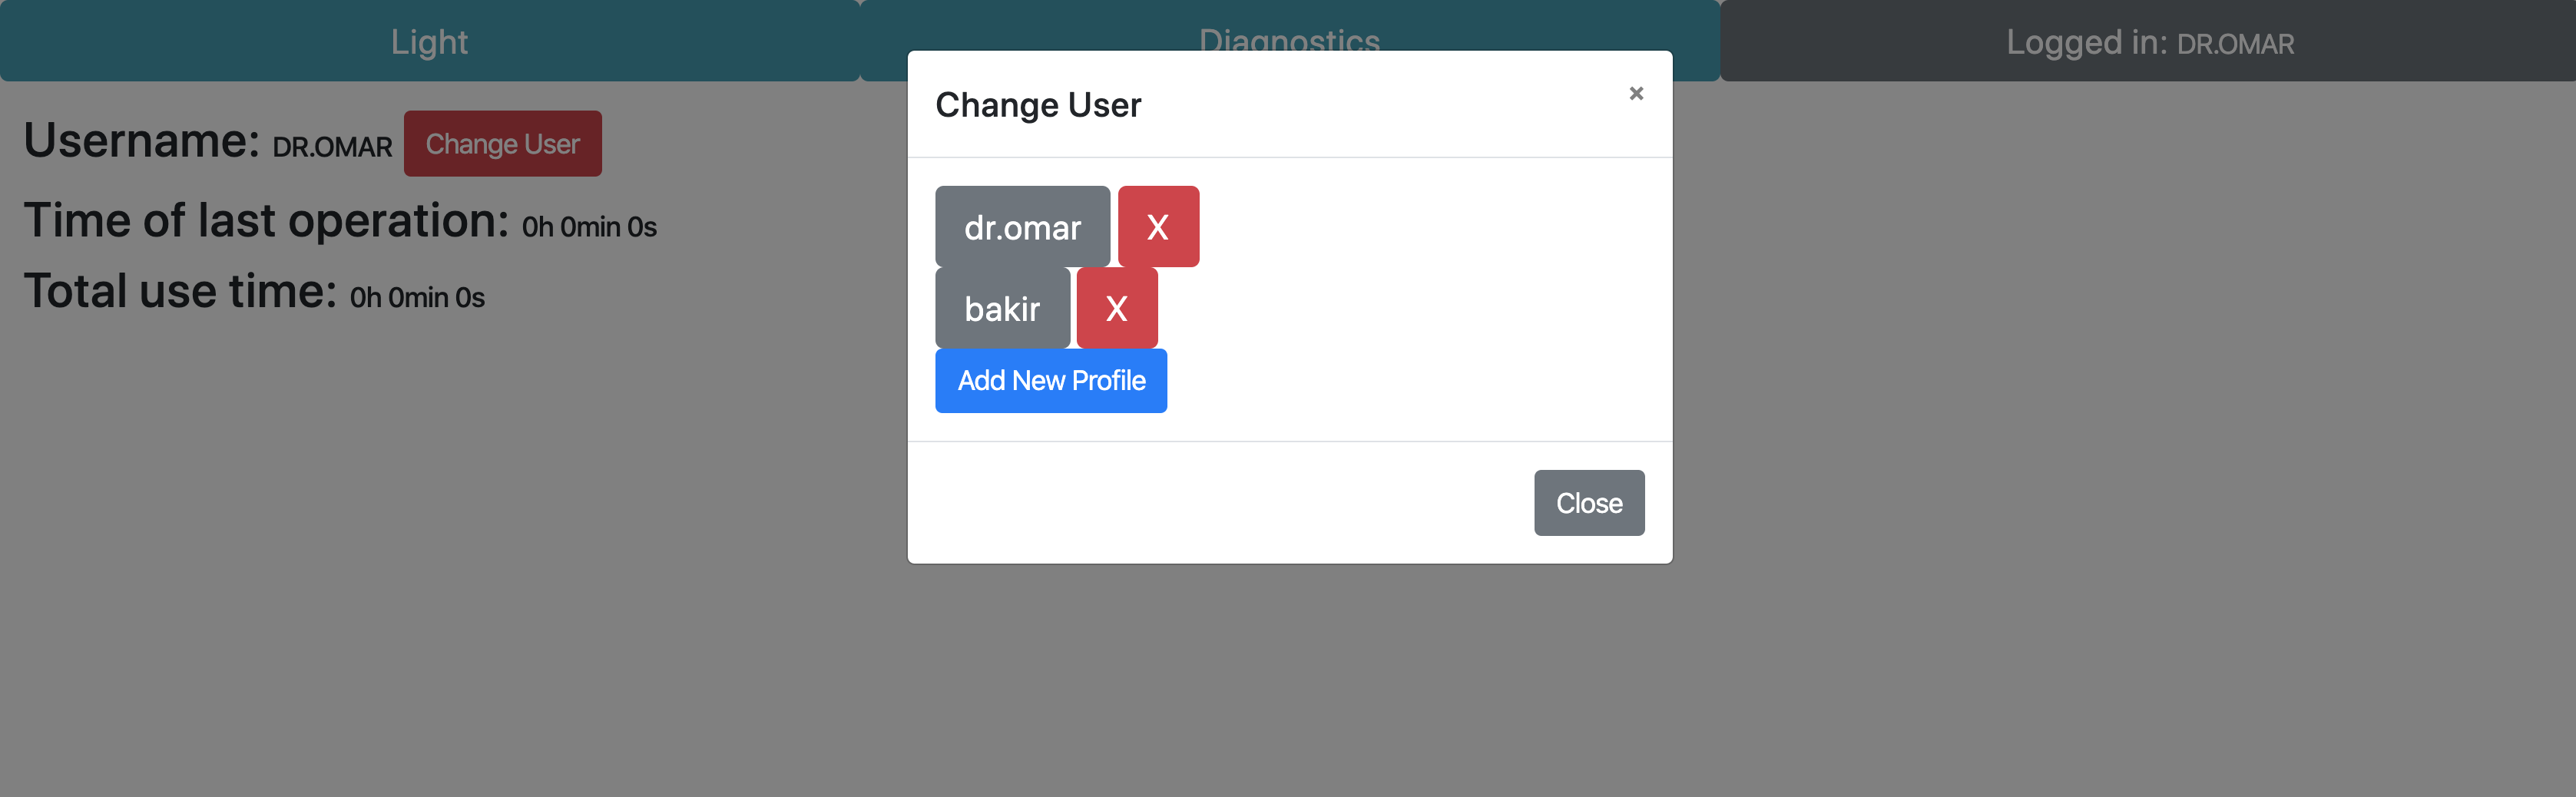 Light
Diagnostics
Logged in: DR.OMAR
Username: DR.OMAR Change User
Time of last operation: 0h 0min 0s
Total use time: 0h 0min 0s
Change User ×
dr.omar X
bakir X
Add New Profile
Close